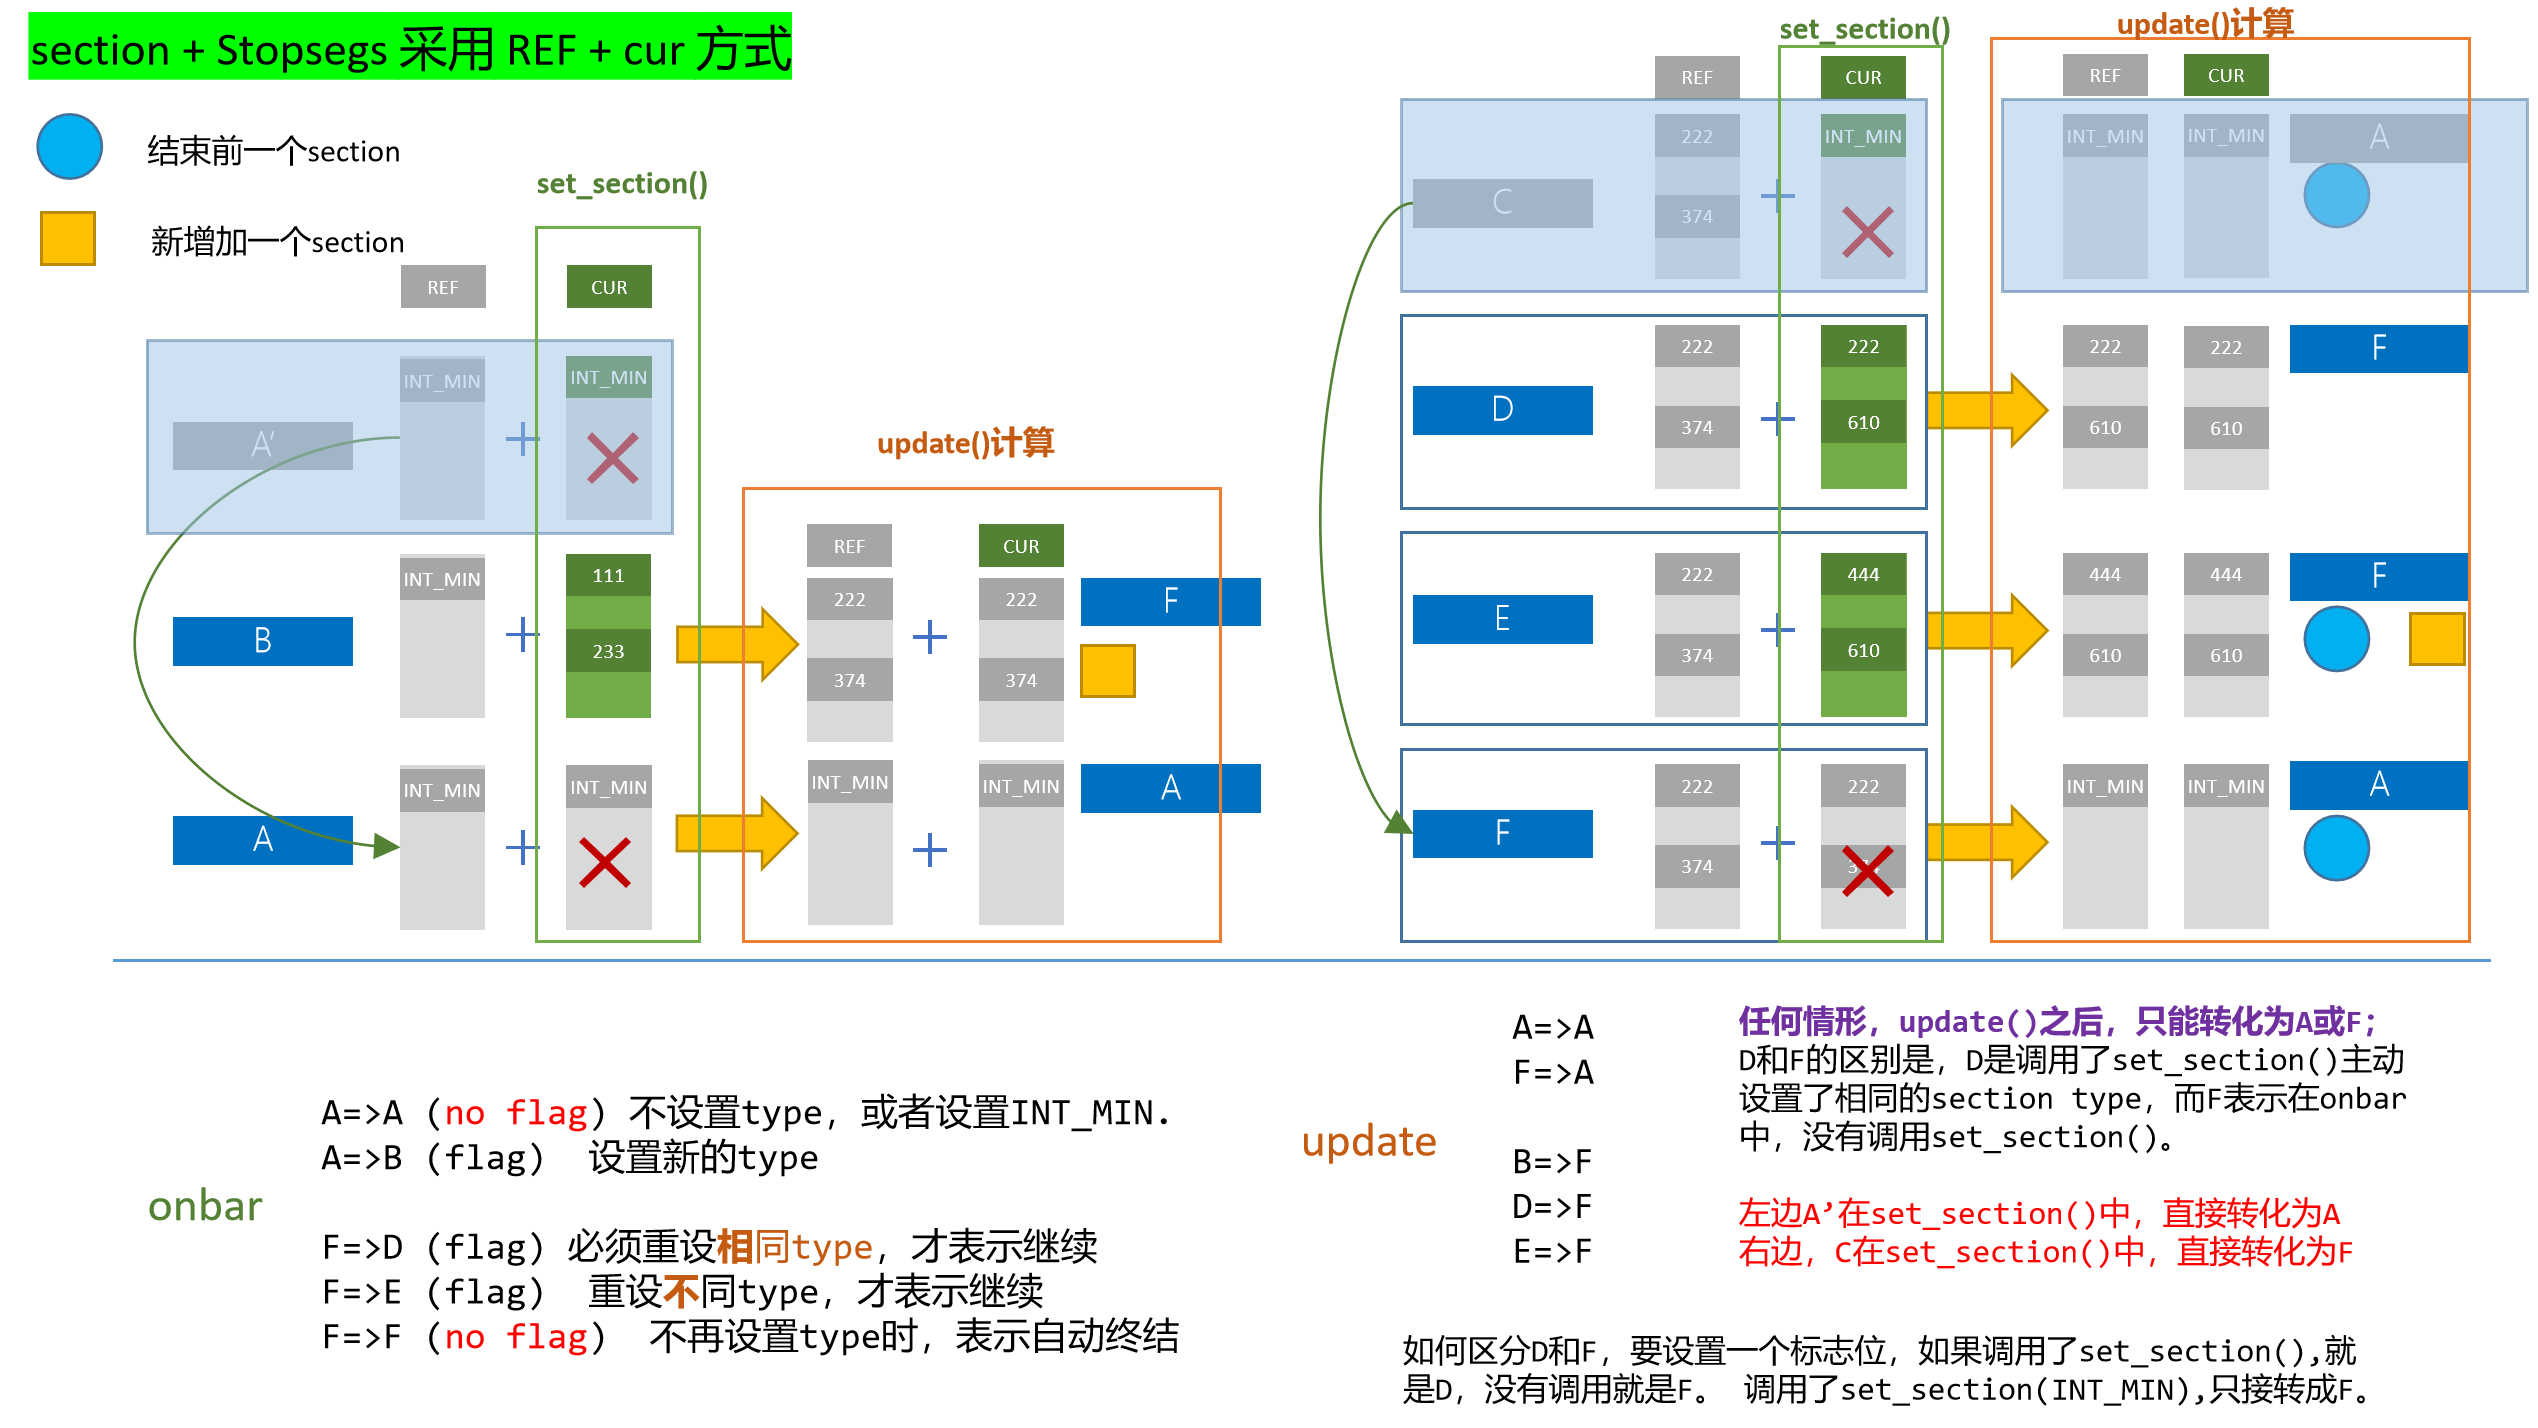 section + Stopsegs 采用 REF + cur 方式
结束前一个section
新增加一个section
set_section()
REF
CUR
INT_MIN
INT_MIN
A‘
INT_MIN
111
B
233
INT_MIN
INT_MIN
A
update()计算
REF
CUR
222
222
F
374
374
INT_MIN
INT_MIN
A
set_section()
REF
CUR
222
INT_MIN
C
374
222
222
D
374
610
222
444
E
374
610
222
222
F
374
update()计算
REF
CUR
INT_MIN
INT_MIN
A
222
222
F
610
610
444
444
F
610
610
INT_MIN
INT_MIN
A
onbar
A=>A (no flag) 不设置type，或者设置INT_MIN.
A=>B (flag) 设置新的type
F=>D (flag) 必须重设相同type，才表示继续
F=>E (flag) 重设不同type，才表示继续
F=>F (no flag) 不再设置type时，表示自动终结
update
A=>A
F=>A
B=>F
D=>F
E=>F
任何情形，update()之后，只能转化为A或F；
D和F的区别是，D是调用了set_section()主动
设置了相同的section type，而F表示在onbar
中，没有调用set_section()。
左边A’在set_section()中，直接转化为A
右边，C在set_section()中，直接转化为F
如何区分D和F，要设置一个标志位，如果调用了set_section(),就
是D，没有调用就是F。 调用了set_section(INT_MIN),只接转成F。